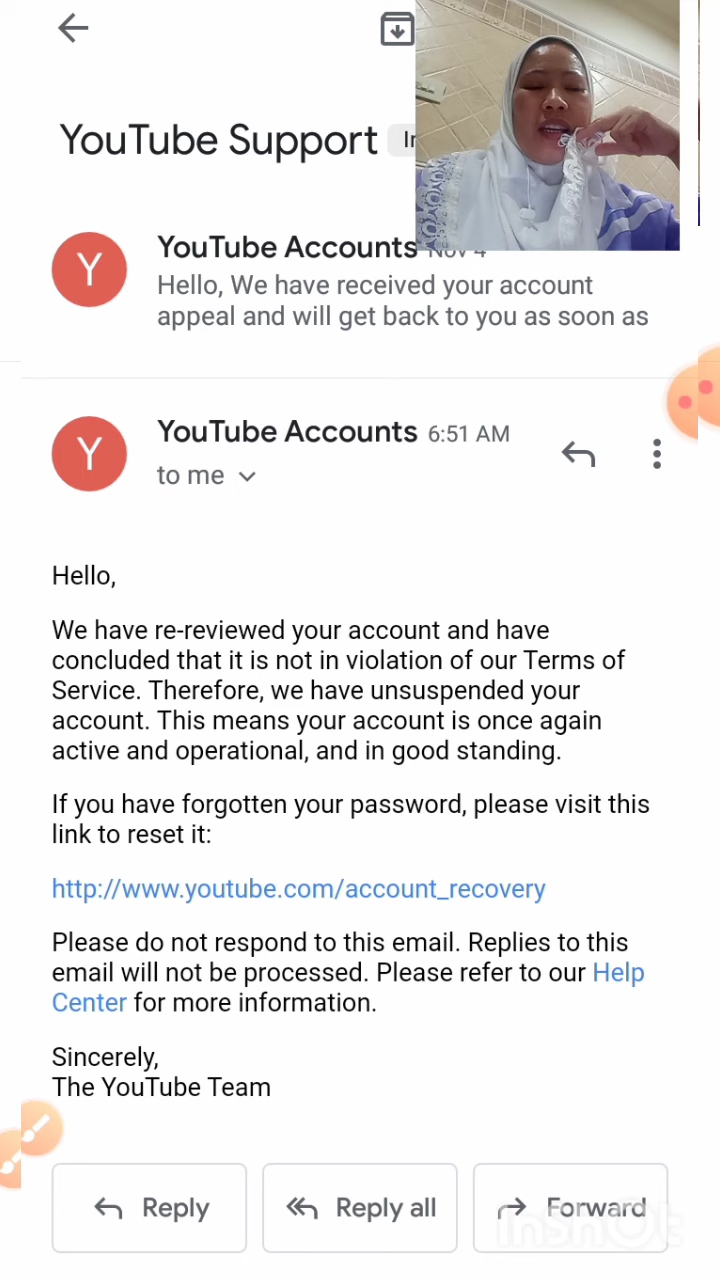 YouTube Support
YouTube Accounts Nov 4
Hello, We have received your account
appeal and will get back to you as soon as
Y
YouTube Accounts 6:51 AM
Y
to me
Hello,
We have re-reviewed your account and have
concluded that it is not in violation of our Terms of
Service. Therefore, we have unsuspended your
account. This means your account is once again
active and operational, and in good standing.
If you have forgotten your password, please visit this
link to reset it:
http://www.youtube.com/account_recovery
Please do not respond to this email. Replies to this
email will not be processed. Please refer to our Help
Center for more information.
Sincerely,
The YouTube Team
Reply Reply all Forward
InShOt